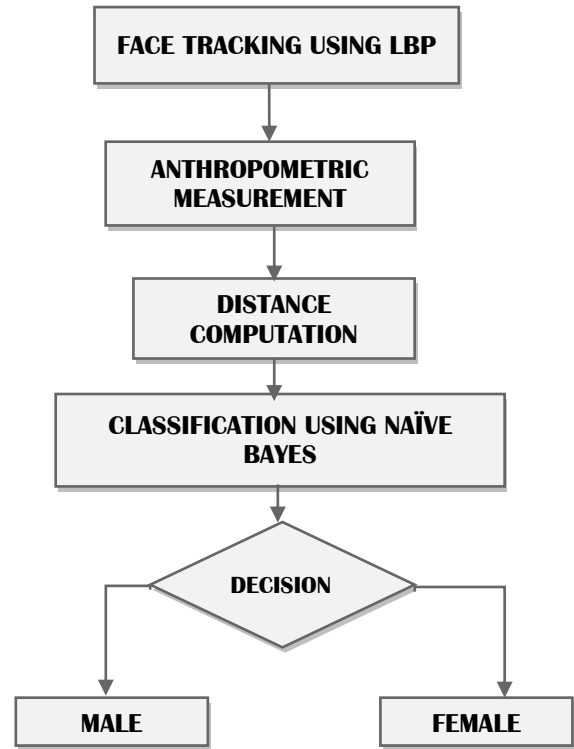 FACE TRACKING USING LBP
ANTHROPOMETRIC
MEASUREMENT
DISTANCE
COMPUTATION
CLASSIFICATION USING NAÏVE
BAYES
DECISION
MALE
FEMALE